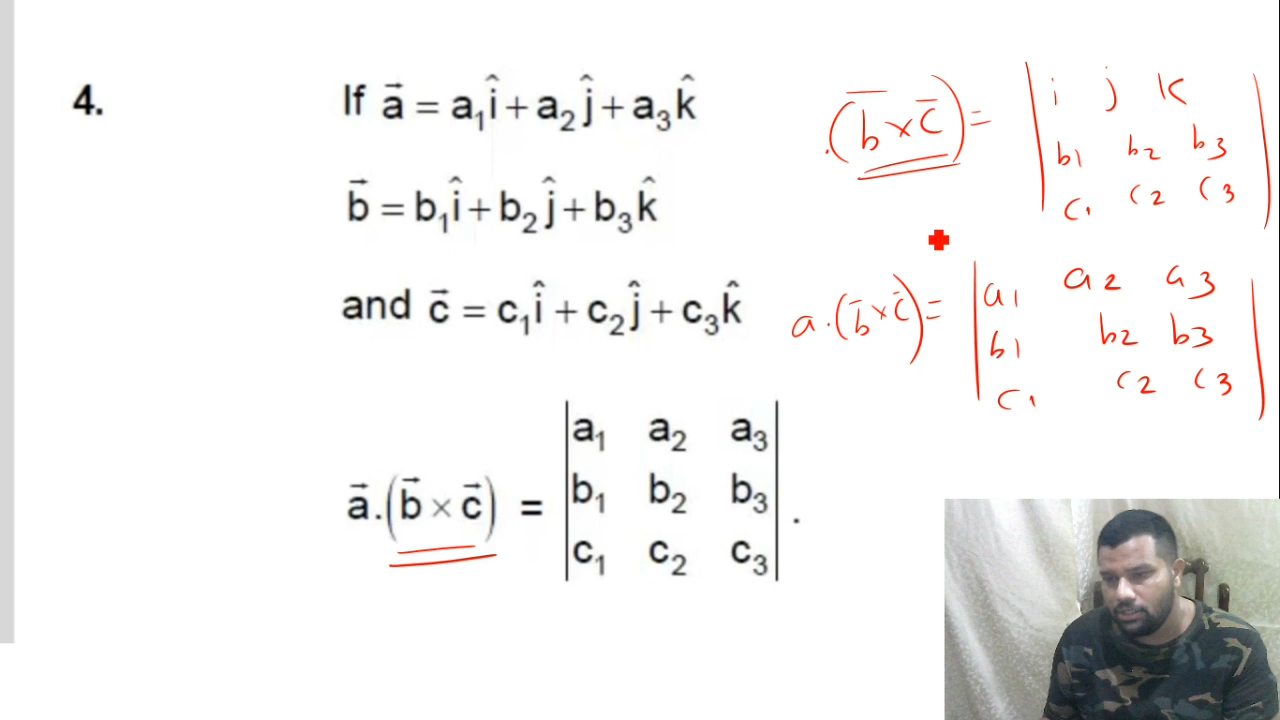 4. If a⃗ = a₁î + a₂ĵ + a₃k̂
b⃗ = b₁î + b₂ĵ + b₃k̂
and c⃗ = c₁î + c₂ĵ + c₃k̂
a⃗.(b⃗ × c⃗) = | a₁ a₂ a₃ |
| b₁ b₂ b₃ |
| c₁ c₂ c₃ | .
.(b̅ × c̅) = | i j k |
| b1 b2 b3 |
| c1 c2 c3 |
a.(b̅ × c̅) = | a1 a2 a3 |
| b1 b2 b3 |
| c1 c2 c3 |